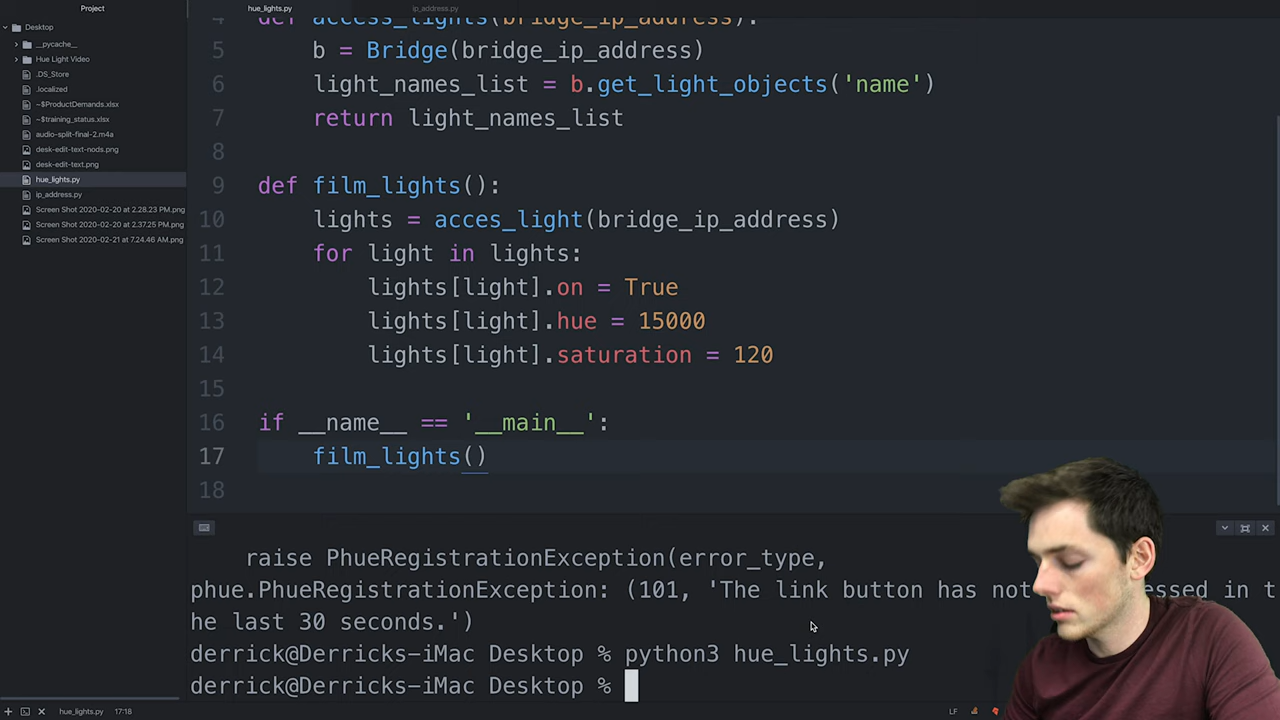 Project
Desktop
__pycache__
Hue Light Video
.DS_Store
.localized
~$ProductDemands.xlsx
~$training_status.xlsx
audio-split-final-2.m4a
desk-edit-text-nods.png
desk-edit-text.png
hue_lights.py
ip_address.py
Screen Shot 2020-02-20 at 2.28.23 PM.png
Screen Shot 2020-02-20 at 2.37.25 PM.png
Screen Shot 2020-02-21 at 7.24.46 AM.png
hue_lights.py ip_address.py
4 def access_lights(bridge_ip_address):
5 b = Bridge(bridge_ip_address)
6 light_names_list = b.get_light_objects('name')
7 return light_names_list
8
9 def film_lights():
10 lights = acces_light(bridge_ip_address)
11 for light in lights:
12 lights[light].on = True
13 lights[light].hue = 15000
14 lights[light].saturation = 120
15
16 if __name__ == '__main__':
17 film_lights()
18
raise PhueRegistrationException(error_type,
phue.PhueRegistrationException: (101, 'The link button has not essed in t
he last 30 seconds.')
derrick@Derricks-iMac Desktop % python3 hue_lights.py
derrick@Derricks-iMac Desktop %
hue_lights.py 17:18 LF